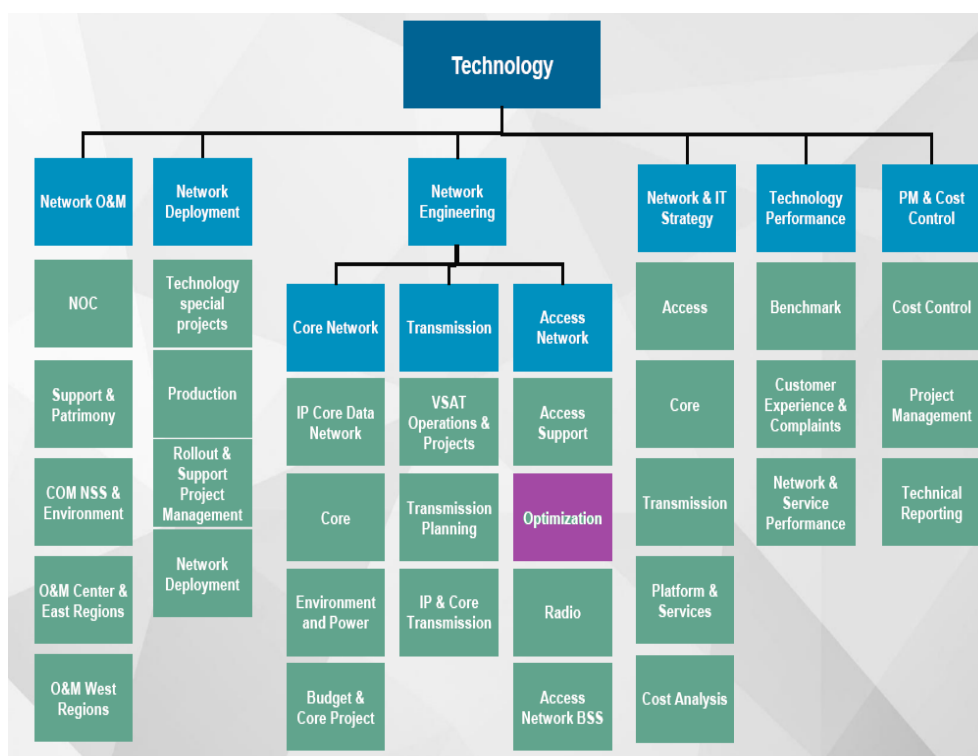 Technology
Network O&M
Network
Deployment
Network
Engineering
Network & IT
Strategy
Technology
Performance
PM & Cost
Control
NOC
Support &
Patrimony
COM NSS &
Environment
O&M Center &
East Regions
O&M West
Regions
Technology
special
projects
Production
Rollout &
Support
Project
Management
Network
Deployment
Core Network
IP Core Data
Network
Core
Environment
and Power
Budget &
Core Project
Transmission
VSAT
Operations &
Projects
Transmission
Planning
IP & Core
Transmission
Access
Network
Access
Support
Optimization
Radio
Access
Network BSS
Access
Core
Transmission
Platform &
Services
Cost Analysis
Benchmark
Customer
Experience &
Complaints
Network &
Service
Performance
Cost Control
Project
Management
Technical
Reporting